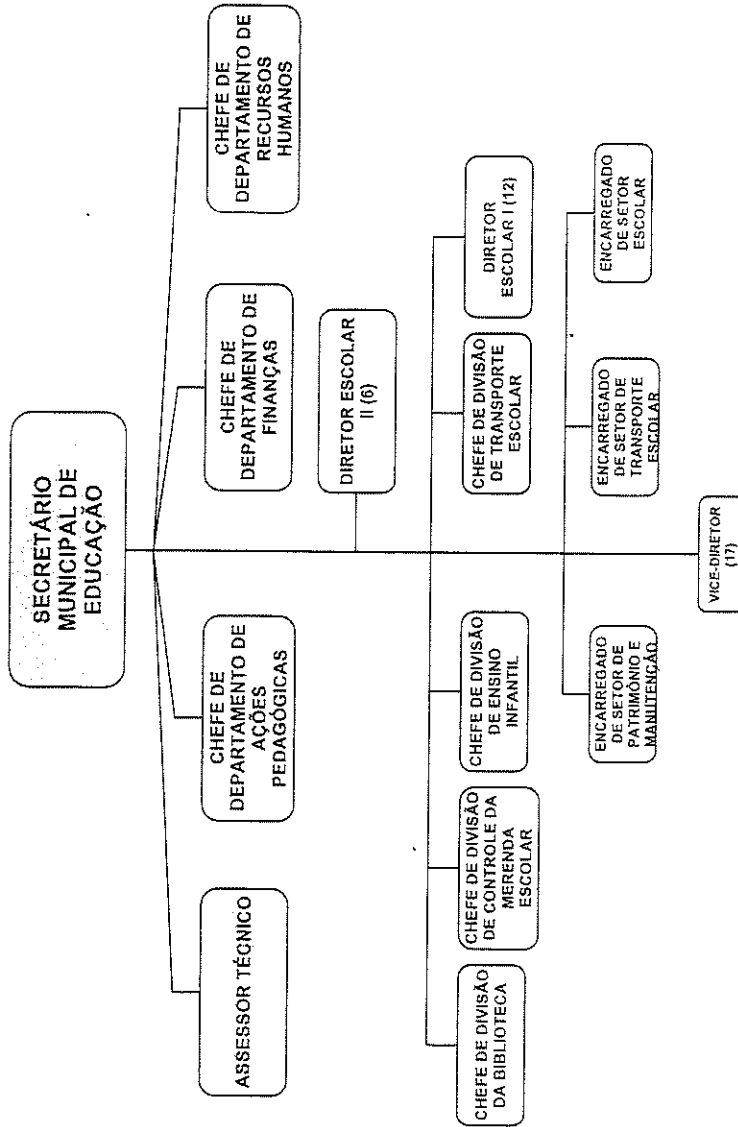 SECRETÁRIO
MUNICIPAL DE
EDUCAÇÃO
ASSESSOR TÉCNICO
CHEFE DE
DEPARTAMENTO DE
AÇÕES
PEDAGÓGICAS
CHEFE DE
DEPARTAMENTO DE
FINANÇAS
CHEFE DE
DEPARTAMENTO DE
RECURSOS
HUMANOS
DIRETOR ESCOLAR
II (6)
CHEFE DE DIVISÃO
DA BIBLIOTECA
CHEFE DE DIVISÃO
DE CONTROLE DA
MERENDA
ESCOLAR
CHEFE DE DIVISÃO
DE ENSINO
INFANTIL
CHEFE DE DIVISÃO
DE TRANSPORTE
ESCOLAR
DIRETOR
ESCOLAR I (12)
ENCARREGADO
DE SETOR DE
PATRIMÔNIO E
MANUTENÇÃO
ENCARREGADO
DE SETOR DE
TRANSPORTE
ESCOLAR
ENCARREGADO
DE SETOR
ESCOLAR
VICE-DIRETOR
(17)